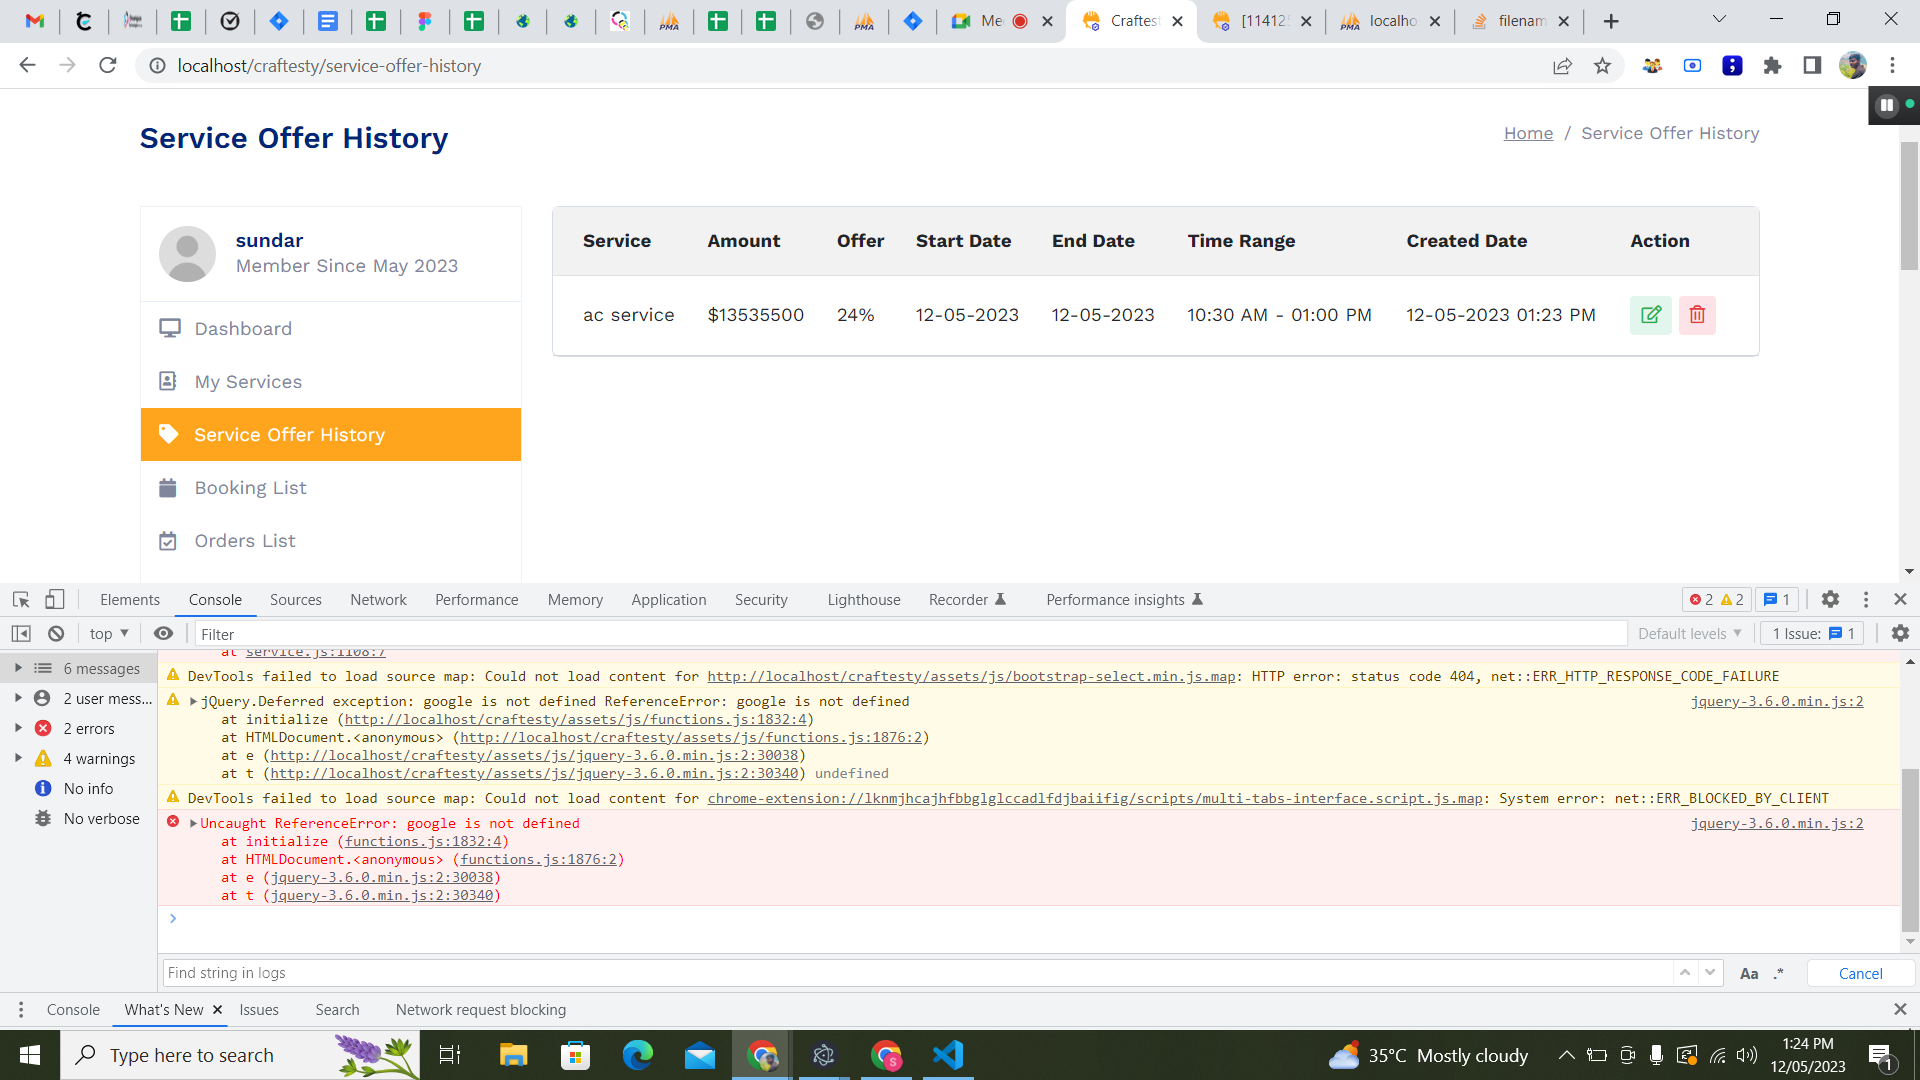 Mee
Craftest
[11412
localho
filenam
localhost/craftesty/service-offer-history
Service Offer History
Home / Service Offer History
sundar
Member Since May 2023
Dashboard
My Services
Service Offer History
Booking List
Orders List
Service Amount Offer Start Date End Date Time Range Created Date Action
ac service $13535500 24% 12-05-2023 12-05-2023 10:30 AM - 01:00 PM 12-05-2023 01:23 PM
Elements Console Sources Network Performance Memory Application Security Lighthouse Recorder Performance insights 2 2 1
top Filter Default levels 1 Issue: 1
6 messages
2 user mess...
2 errors
4 warnings
No info
No verbose
at service.js:1108:7
DevTools failed to load source map: Could not load content for http://localhost/craftesty/assets/js/bootstrap-select.min.js.map: HTTP error: status code 404, net::ERR_HTTP_RESPONSE_CODE_FAILURE
jQuery.Deferred exception: google is not defined ReferenceError: google is not defined jquery-3.6.0.min.js:2
at initialize (http://localhost/craftesty/assets/js/functions.js:1832:4)
at HTMLDocument.<anonymous> (http://localhost/craftesty/assets/js/functions.js:1876:2)
at e (http://localhost/craftesty/assets/js/jquery-3.6.0.min.js:2:30038)
at t (http://localhost/craftesty/assets/js/jquery-3.6.0.min.js:2:30340) undefined
DevTools failed to load source map: Could not load content for chrome-extension://lknmjhcajhfbbglglccadlfdjbaiifig/scripts/multi-tabs-interface.script.js.map: System error: net::ERR_BLOCKED_BY_CLIENT
Uncaught ReferenceError: google is not defined jquery-3.6.0.min.js:2
at initialize (functions.js:1832:4)
at HTMLDocument.<anonymous> (functions.js:1876:2)
at e (jquery-3.6.0.min.js:2:30038)
at t (jquery-3.6.0.min.js:2:30340)
Find string in logs Aa .* Cancel
Console What's New Issues Search Network request blocking
Type here to search
35°C Mostly cloudy
1:24 PM
12/05/2023
1